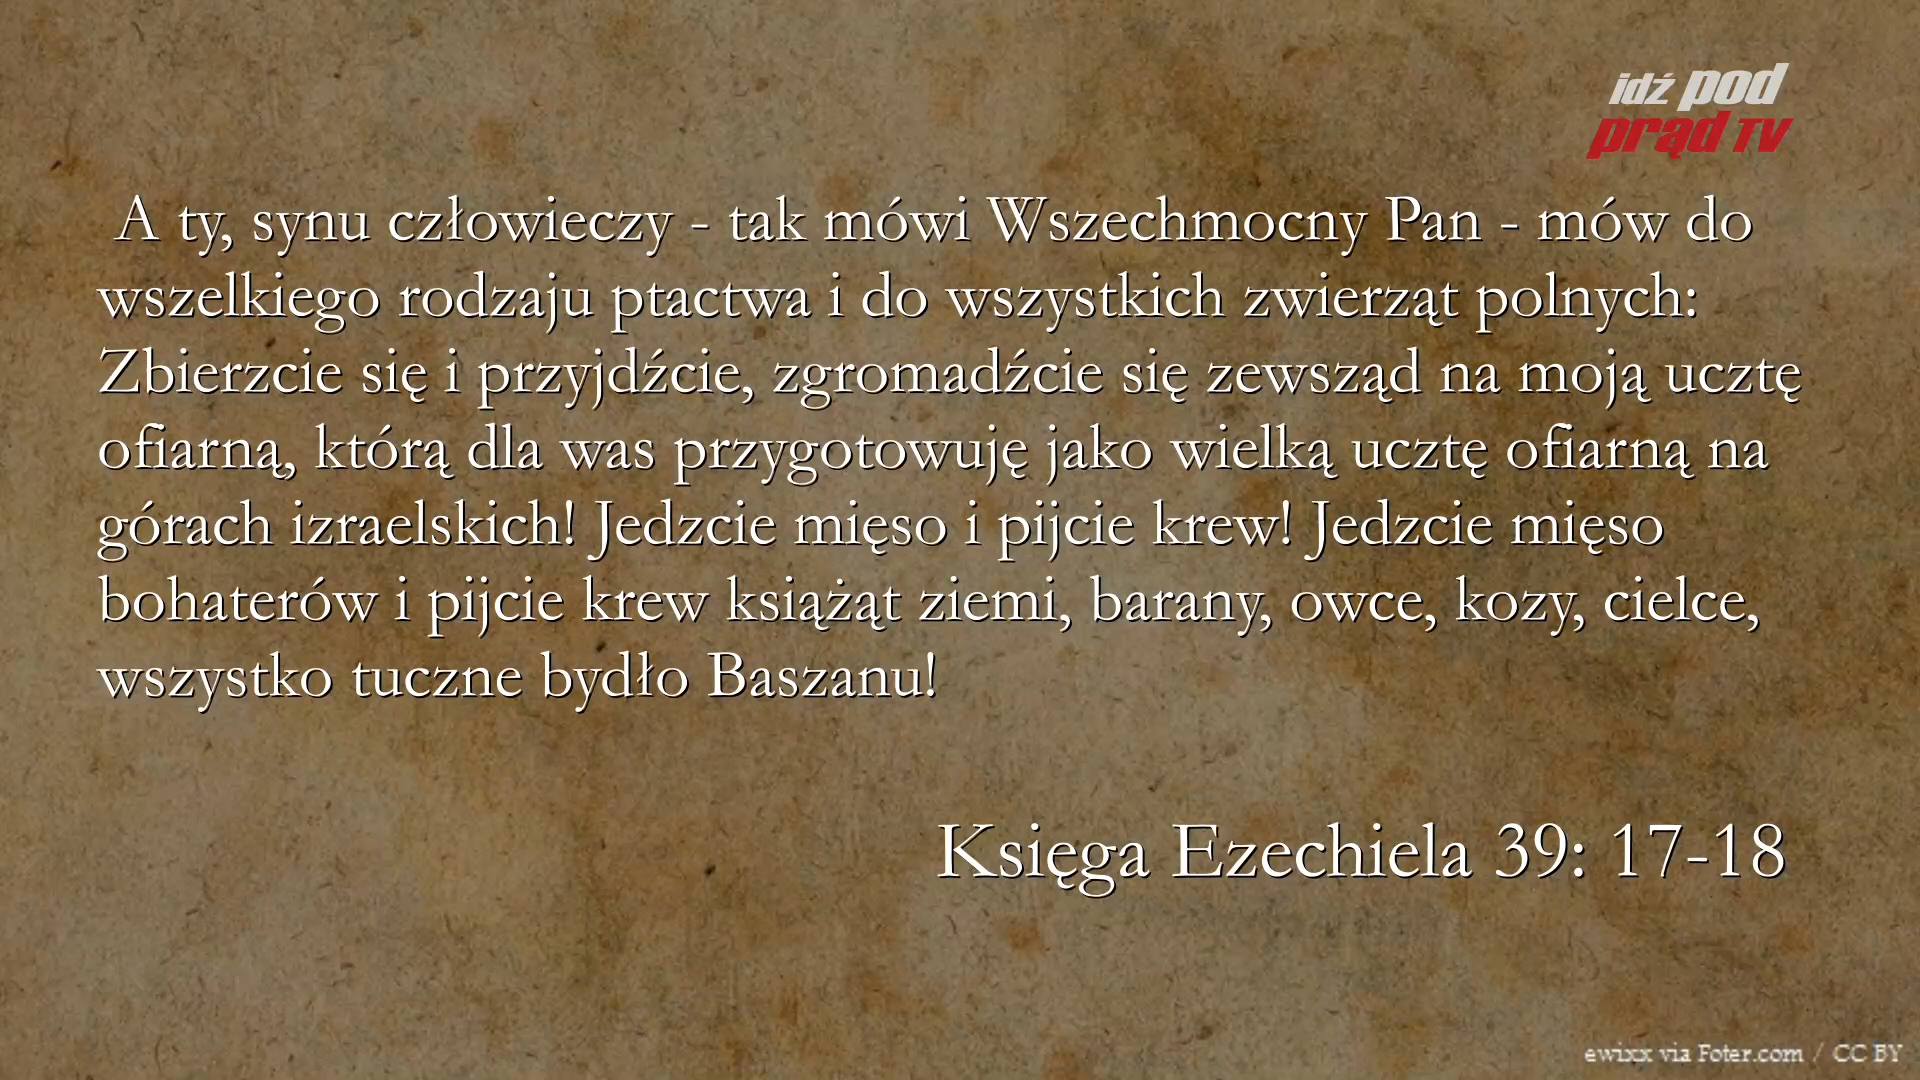 idź pod
prąd TV
A ty, synu człowieczy - tak mówi Wszechmocny Pan - mów do
wszelkiego rodzaju ptactwa i do wszystkich zwierząt polnych:
Zbierzcie się i przyjdźcie, zgromadźcie się zewsząd na moją ucztę
ofiarną, którą dla was przygotowuję jako wielką ucztę ofiarną na
górach izraelskich! Jedzcie mięso i pijcie krew! Jedzcie mięso
bohaterów i pijcie krew książąt ziemi, barany, owce, kozy, cielce,
wszystko tuczne bydło Baszanu!
Księga Ezechiela 39: 17-18
ewixx via Foter.com / CC BY